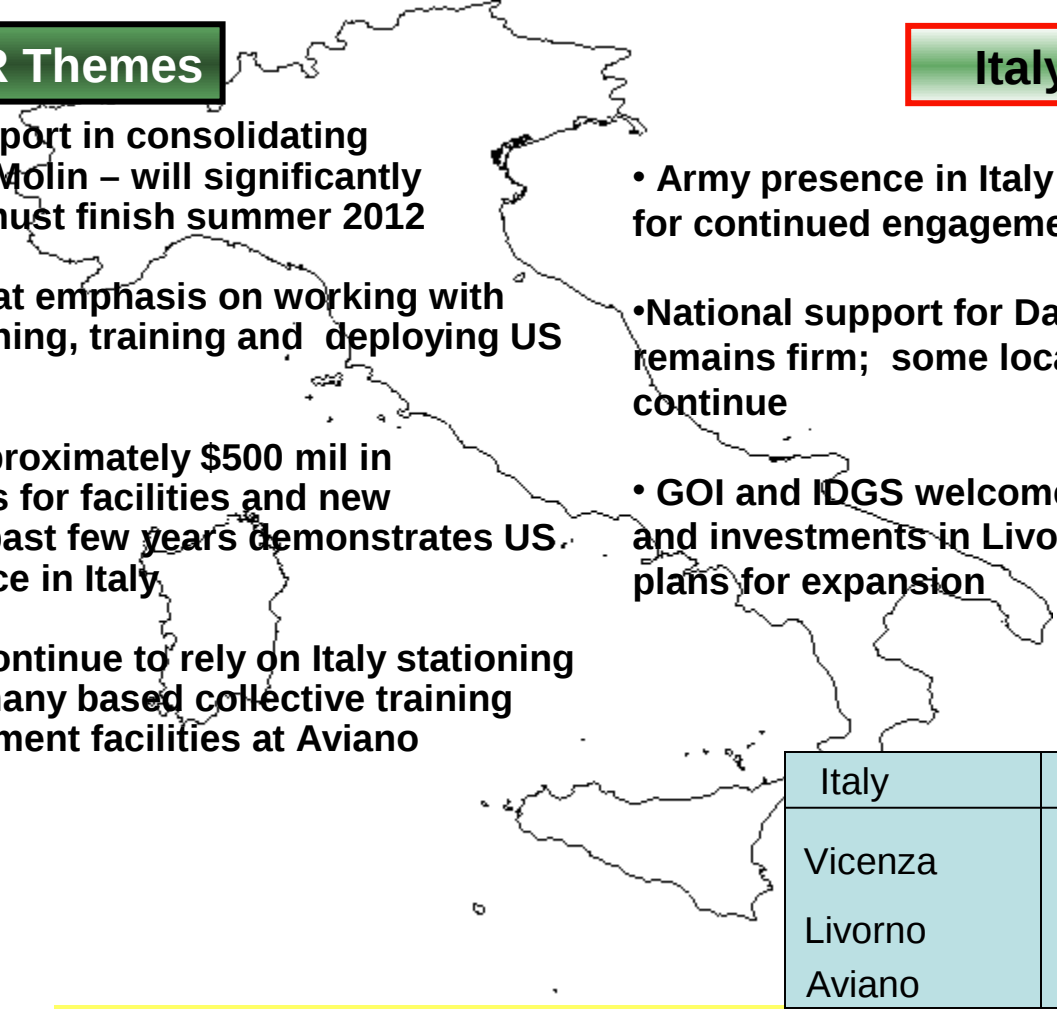 R Themes
port in consolidating
Molin – will significantly
must finish summer 2012
at emphasis on working with
ning, training and deploying US
proximately $500 mil in
s for facilities and new
past few years demonstrates US
ce in Italy
ontinue to rely on Italy stationing
many based collective training
ment facilities at Aviano
Italy
• Army presence in Italy
for continued engageme
•National support for Da
remains firm; some loca
continue
• GOI and IDGS welcome
and investments in Livo
plans for expansion
Italy
Vicenza
Livorno
Aviano